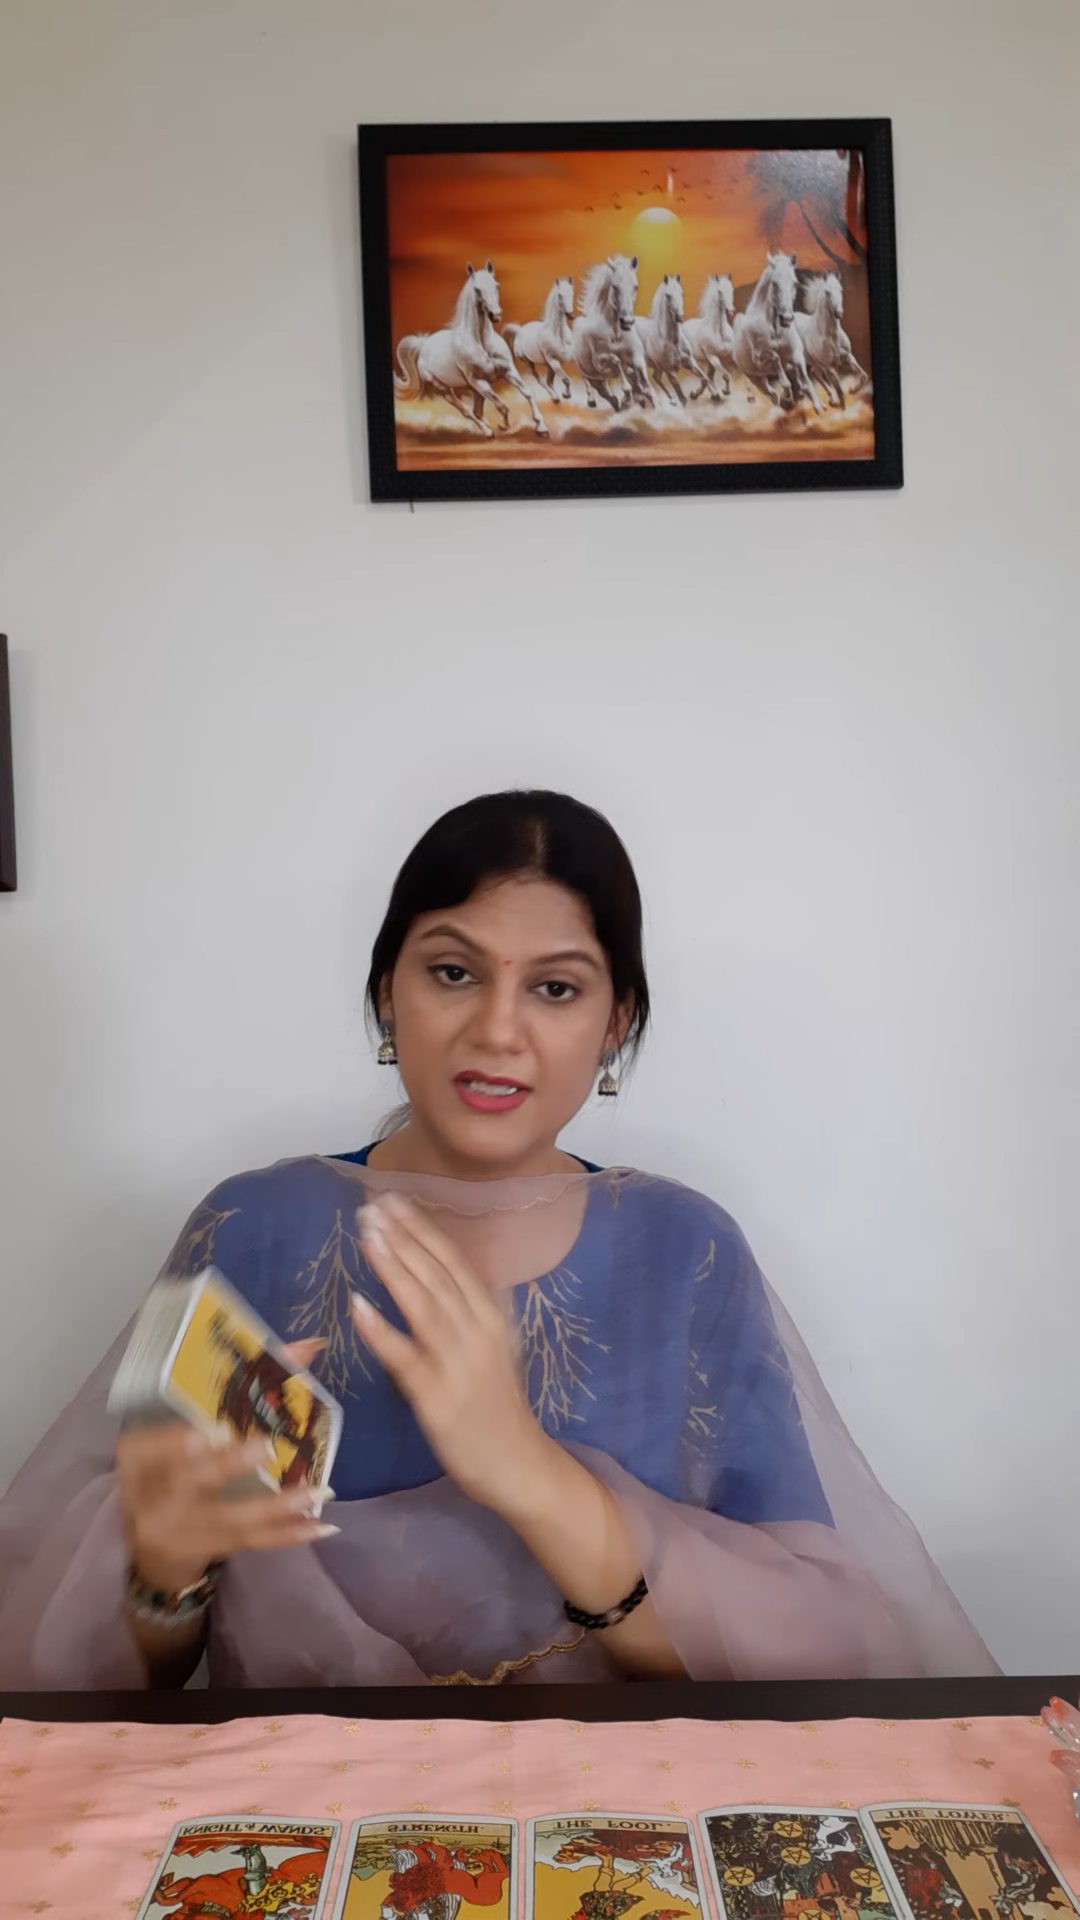 KNIGHT of WANDS.
STRENGTH.
THE FOOL.
THE TOWER.